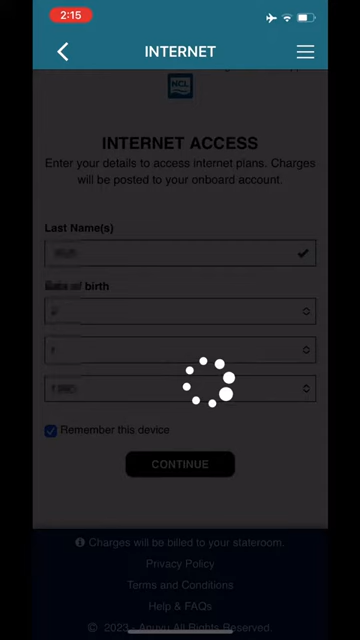 2:15
INTERNET
NCL
INTERNET ACCESS
Enter your details to access internet plans. Charges
will be posted to your onboard account.
Last Name(s)
of birth
Remember this device
CONTINUE
Charges will be billed to your stateroom.
Privacy Policy
Terms and Conditions
Help & FAQs
© 2023 - Anuvu All Rights Reserved.